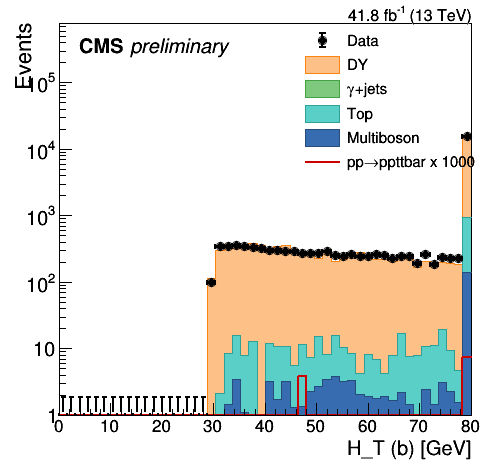 41.8 fb⁻¹ (13 TeV)
Events
CMS preliminary
Data
DY
γ+jets
Top
Multiboson
pp→ppttbar x 1000
10⁵
10⁴
10³
10²
10
1
0 10 20 30 40 50 60 70 80
H_T (b) [GeV]